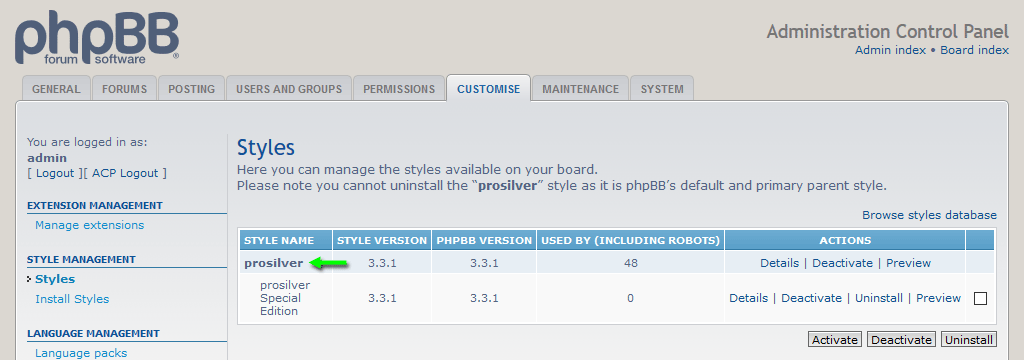 phpBB®
forum software
Administration Control Panel
Admin index • Board index
GENERAL FORUMS POSTING USERS AND GROUPS PERMISSIONS CUSTOMISE MAINTENANCE SYSTEM
You are logged in as:
admin
[ Logout ][ ACP Logout ]
EXTENSION MANAGEMENT
Manage extensions
STYLE MANAGEMENT
Styles
Install Styles
LANGUAGE MANAGEMENT
Language packs
Styles
Here you can manage the styles available on your board.
Please note you cannot uninstall the “prosilver” style as it is phpBB’s default and primary parent style.
Browse styles database
STYLE NAME STYLE VERSION PHPBB VERSION USED BY (INCLUDING ROBOTS) ACTIONS
prosilver 3.3.1 3.3.1 48 Details | Deactivate | Preview
prosilver
Special
Edition
3.3.1 3.3.1 0 Details | Deactivate | Uninstall | Preview
Activate Deactivate Uninstall